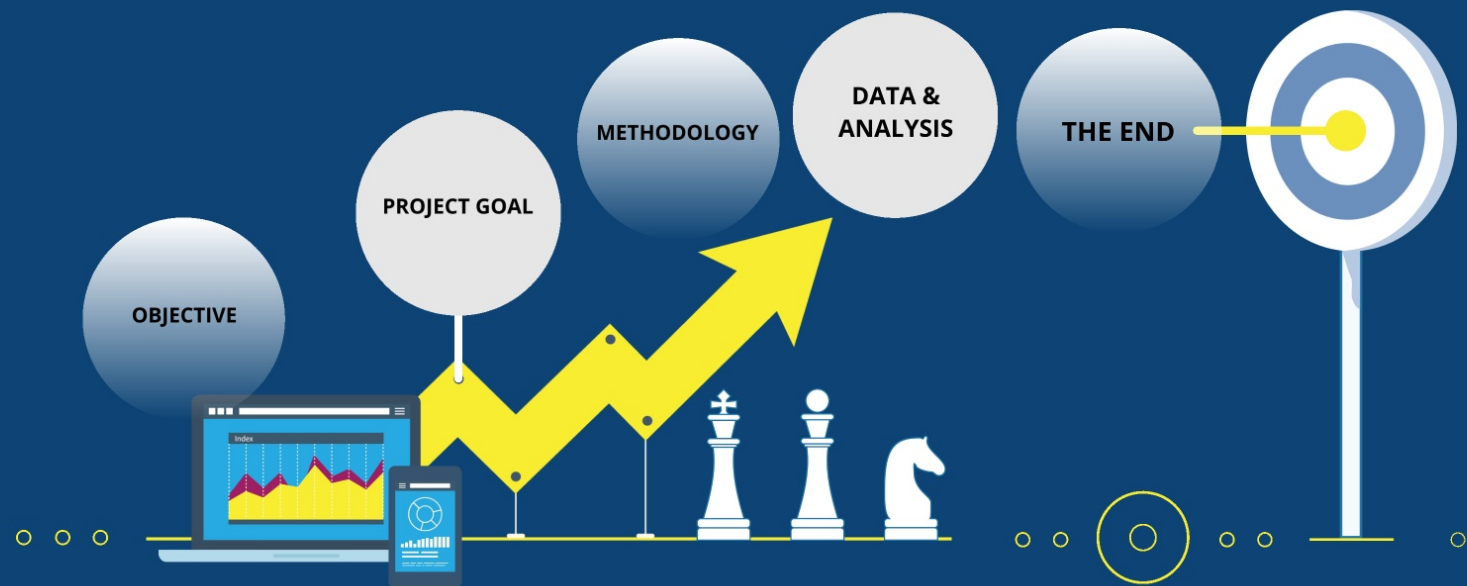 OBJECTIVE
PROJECT GOAL
METHODOLOGY
DATA &
ANALYSIS
THE END
Index